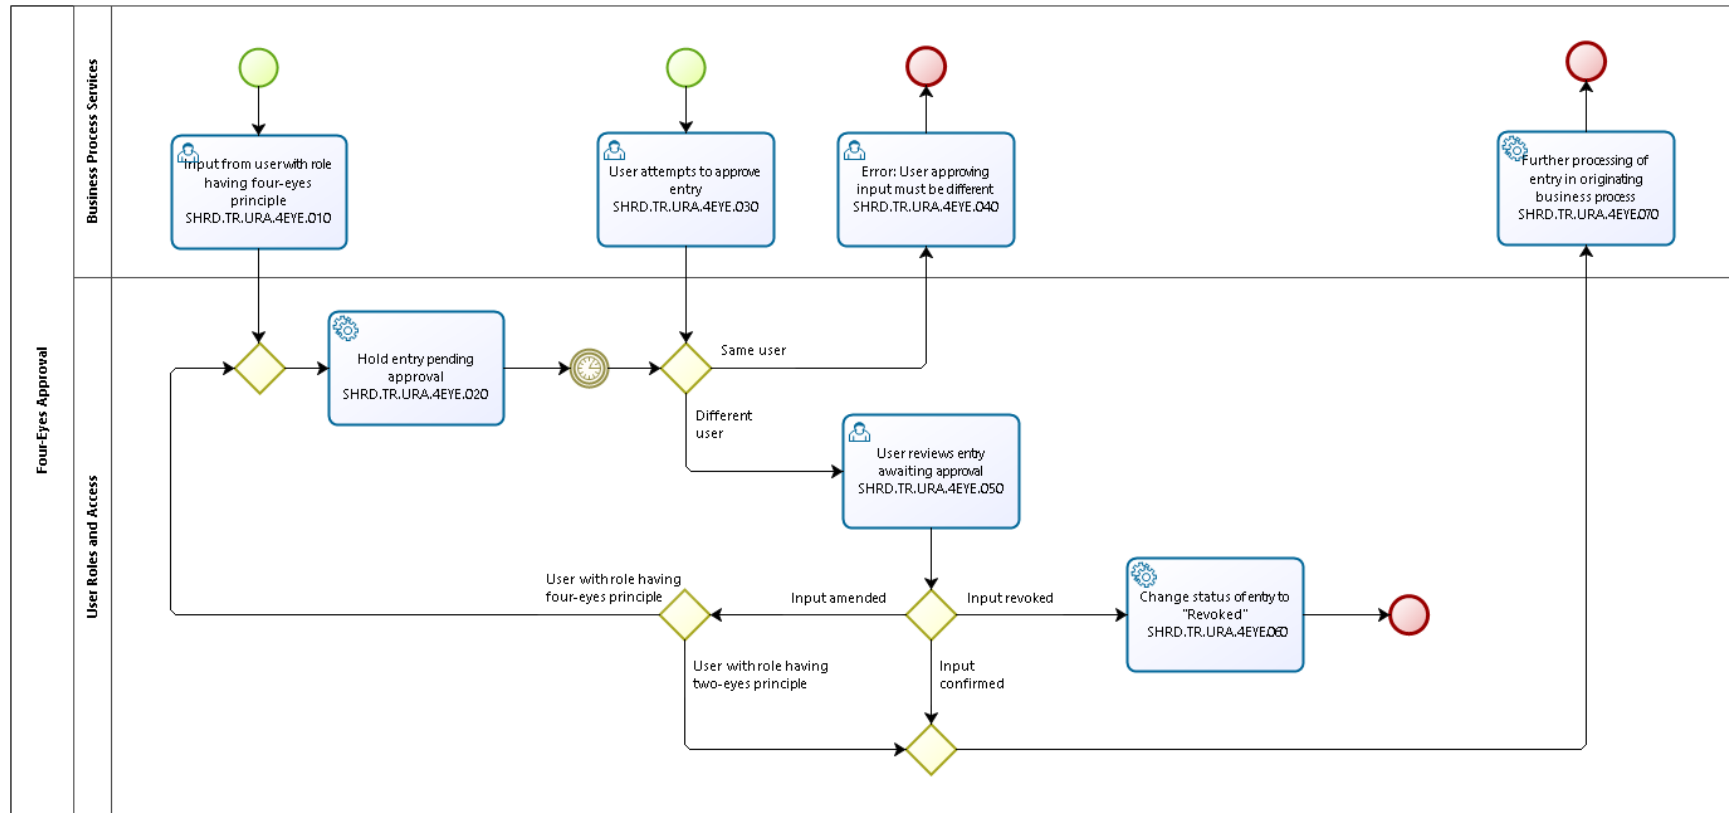 Four-Eyes Approval
Business Process Services
Input from user with role
having four-eyes
principle
SHRD.TR.URA.4EYE.010
User attempts to approve
entry
SHRD.TR.URA.4EYE.030
Error: User approving
input must be different
SHRD.TR.URA.4EYE.040
Further processing of
entry in originating
business process
SHRD.TR.URA.4EYE.070
User Roles and Access
Hold entry pending
approval
SHRD.TR.URA.4EYE.020
Same user
Different
user
User reviews entry
awaiting approval
SHRD.TR.URA.4EYE.050
User with role having
four-eyes principle
Input amended
Input revoked
Change status of entry to
"Revoked"
SHRD.TR.URA.4EYE.060
User with role having
two-eyes principle
Input
confirmed